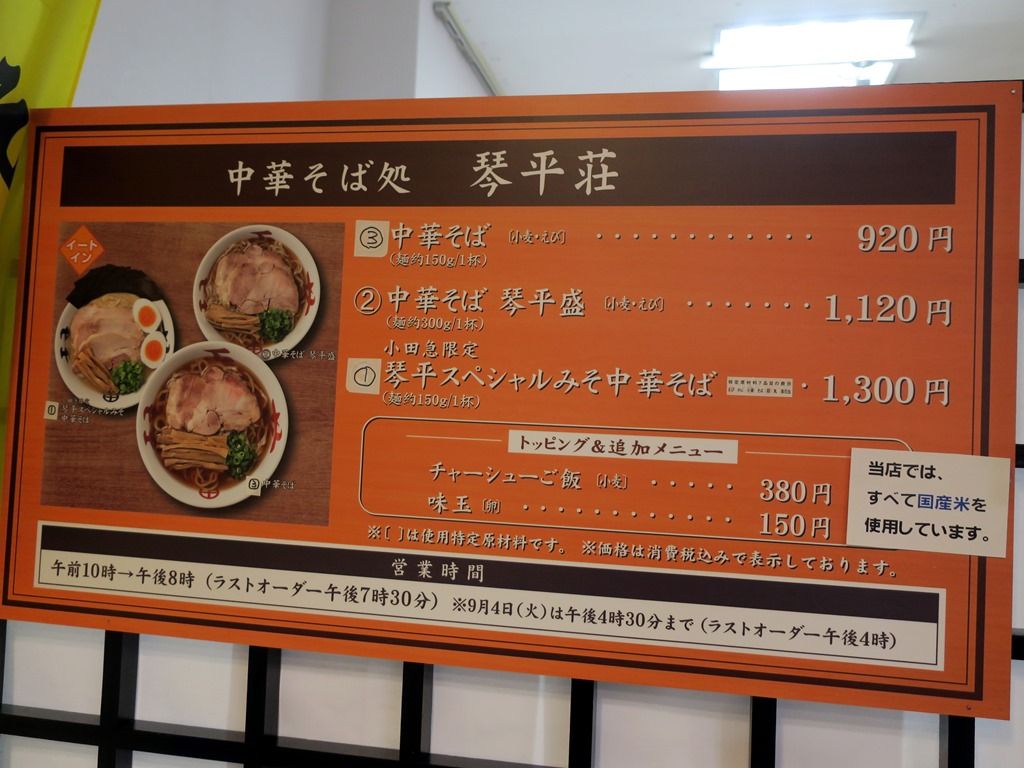 中華そば処 琴平荘
イート
イン
③ 中華そば [小麦・えび] ・・・・・・・・・・・・ 920円
(麺約150g/1杯)
② 中華そば 琴平盛 [小麦・えび] ・・・・・・・ 1,120円
(麺約300g/1杯)
小田急限定
① 琴平スペシャルみそ中華そば ・ 1,300円
(麺約150g/1杯)
② 中華そば 琴平盛
① 琴平スペシャルみそ
中華そば
③ 中華そば
トッピング&追加メニュー
チャーシューご飯 [小麦] ・・・・・ 380円
味玉 [卵] ・・・・・・・・・・・・ 150円
当店では、
すべて国産米を
使用しています。
※[ ]は使用特定原材料です。 ※価格は消費税込みで表示しております。
営業時間
午前10時→午後8時(ラストオーダー午後7時30分) ※9月4日(火)は午後4時30分まで(ラストオーダー午後4時)